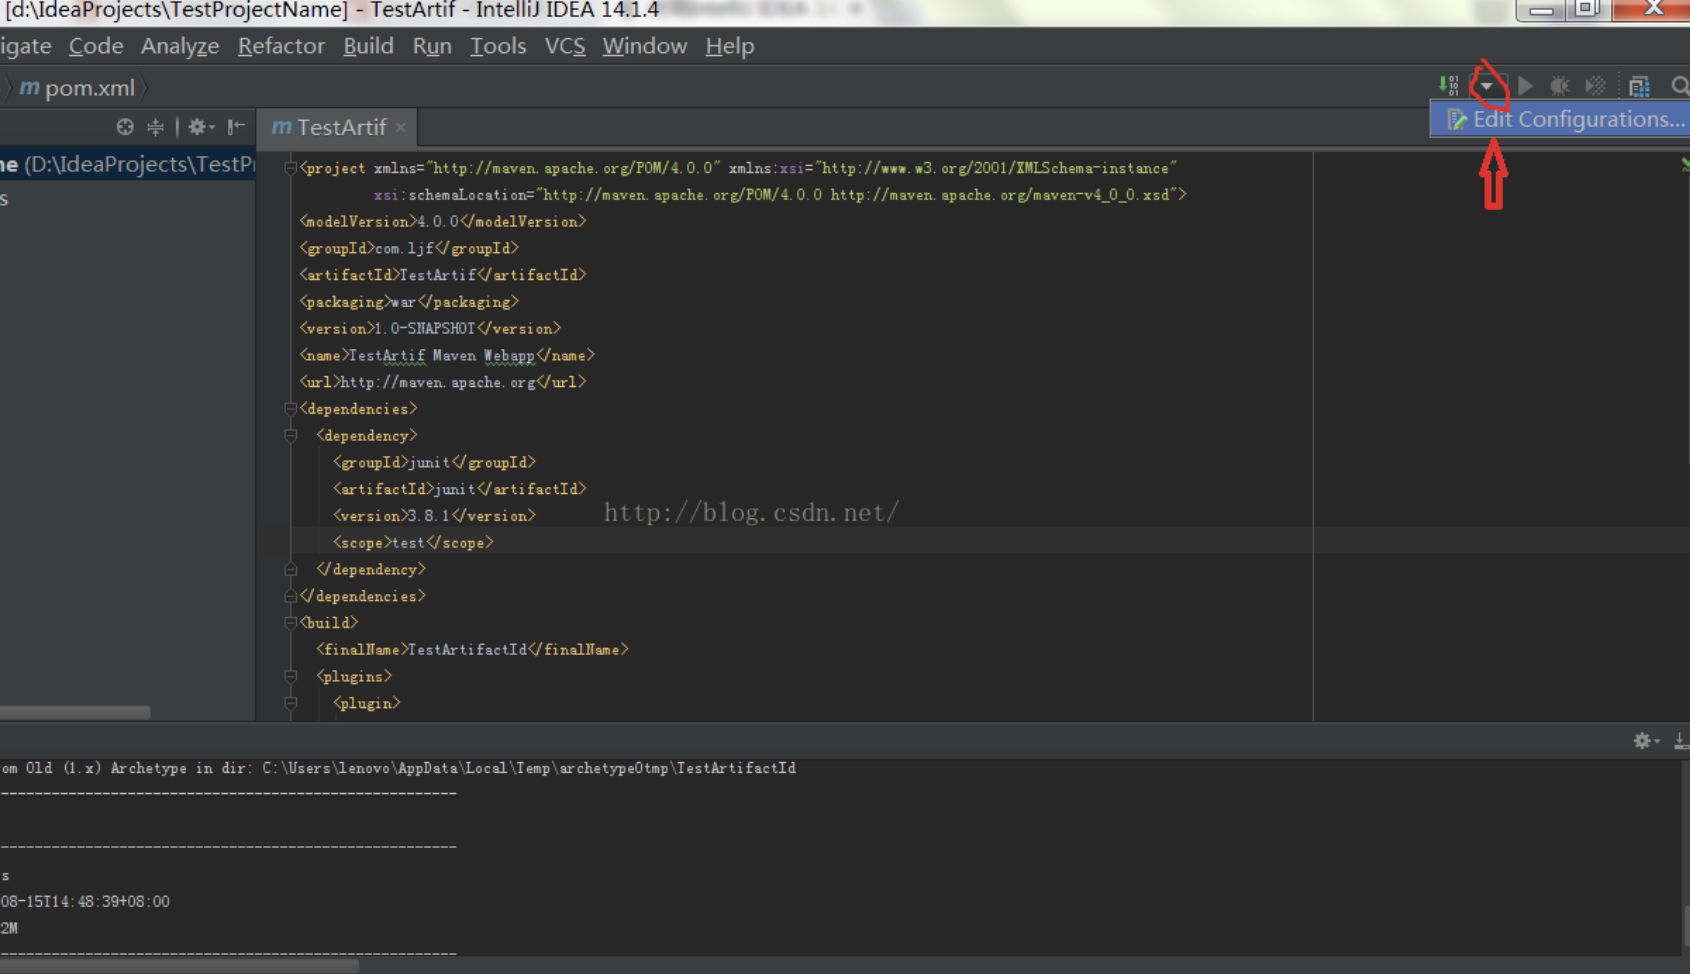 [d:\IdeaProjects\TestProjectName] - TestArtif - IntelliJ IDEA 14.1.4
igate Code Analyze Refactor Build Run Tools VCS Window Help
m pom.xml
Edit Configurations...
m TestArtif
ne (D:\IdeaProjects\TestP
s
<project xmlns="http://maven.apache.org/POM/4.0.0" xmlns:xsi="http://www.w3.org/2001/XMLSchema-instance"
xsi:schemaLocation="http://maven.apache.org/POM/4.0.0 http://maven.apache.org/maven-v4_0_0.xsd">
<modelVersion>4.0.0</modelVersion>
<groupId>com.ljf</groupId>
<artifactId>TestArtif</artifactId>
<packaging>war</packaging>
<version>1.0-SNAPSHOT</version>
<name>TestArtif Maven Webapp</name>
<url>http://maven.apache.org</url>
<dependencies>
<dependency>
<groupId>junit</groupId>
<artifactId>junit</artifactId>
<version>3.8.1</version>
http://blog.csdn.net/
<scope>test</scope>
</dependency>
</dependencies>
<build>
<finalName>TestArtifactId</finalName>
<plugins>
<plugin>
om Old (1.x) Archetype in dir: C:\Users\lenovo\AppData\Local\Temp\archetype0tmp\TestArtifactId
------------------------------------------------------
------------------------------------------------------
s
08-15T14:48:39+08:00
2M
------------------------------------------------------